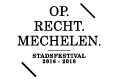 OP.
RECHT.
MECHELEN.
STADSFESTIVAL
2016 - 2018